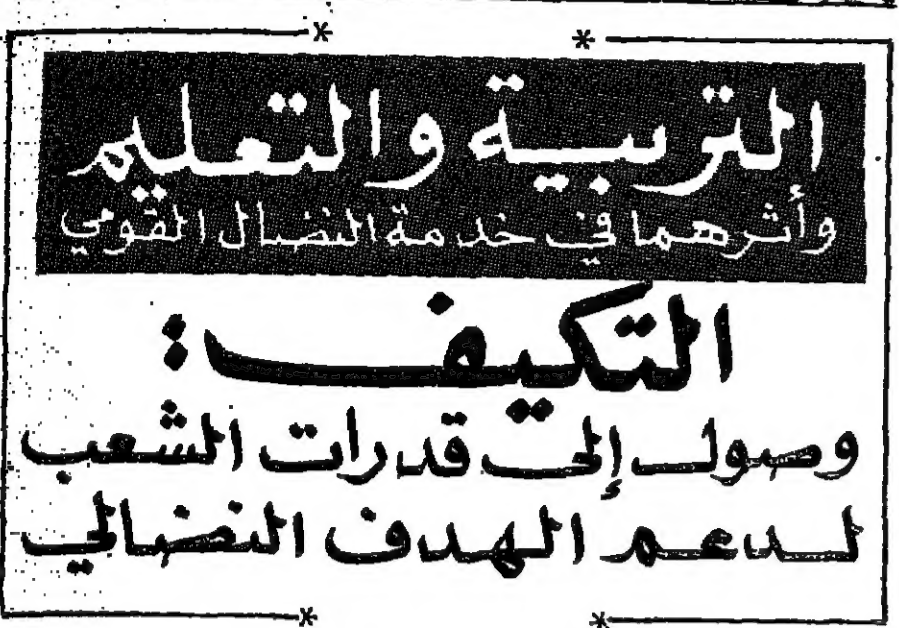 التربية والتعليم
وأثرهما في خدمة النضال القومي
التكيف:
وصول إلى قدرات الشعب
لدعم الهدف النضالي